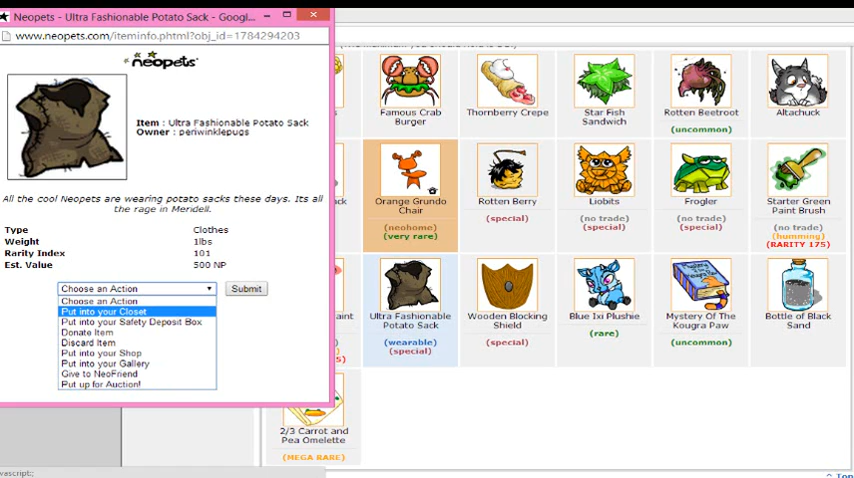 Neopets - Ultra Fashionable Potato Sack - Googl...
www.neopets.com/iteminfo.phtml?obj_id=1784294203
neopets
Item : Ultra Fashionable Potato Sack
Owner : periwinklepugs
All the cool Neopets are wearing potato sacks these days. Its all
the rage in Meridell.
Type Clothes
Weight 1lbs
Rarity Index 101
Est. Value 500 NP
Choose an Action Submit
Choose an Action
Put into your Closet
Put into your Safety Deposit Box
Donate Item
Discard Item
Put into your Shop
Put into your Gallery
Give to NeoFriend
Put up for Auction!
Famous Crab
Burger
Thornberry Crepe
Star Fish
Sandwich
Rotten Beetroot
(uncommon)
Altachuck
Orange Grundo
Chair
(neohome)
(very rare)
Rotten Berry
(special)
Liobits
(no trade)
(special)
Frogler
(no trade)
(special)
Starter Green
Paint Brush
(no trade)
(humming)
(RARITY 175)
Ultra Fashionable
Potato Sack
(wearable)
(special)
Wooden Blocking
Shield
(special)
Blue Ixi Plushie
(rare)
Mystery Of The
Kougra Paw
(uncommon)
Bottle of Black
Sand
2/3 Carrot and
Pea Omelette
(MEGA RARE)
vascript:;
^ Top